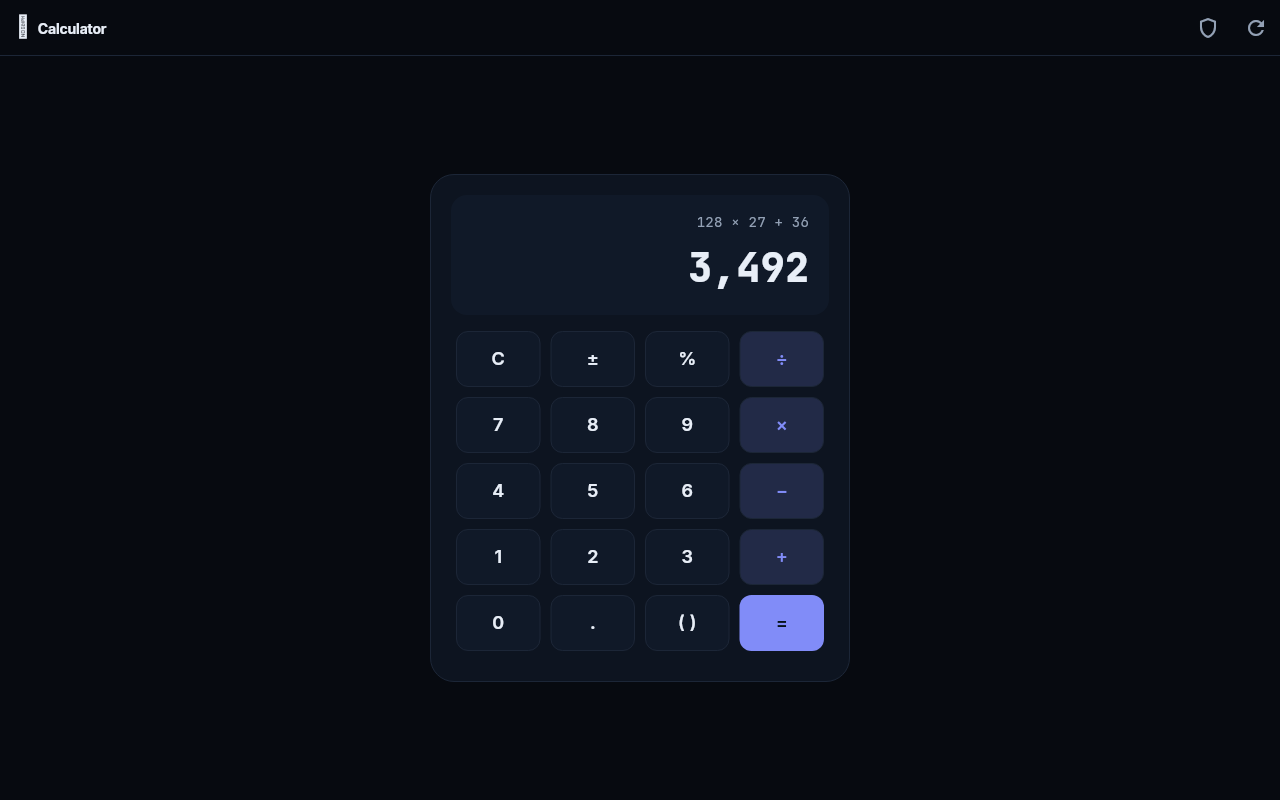 Calculator
128 × 27 + 36
3,492
C ± % ÷
7 8 9 ×
4 5 6 −
1 2 3 +
0 . ( ) =